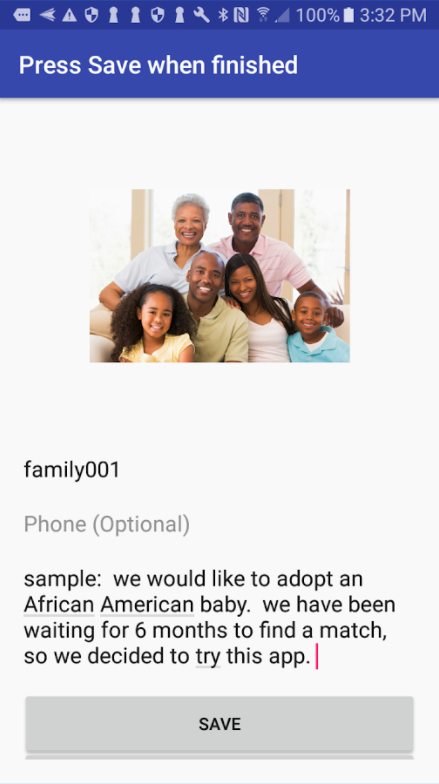 100% 3:32 PM
Press Save when finished
family001
Phone (Optional)
sample:  we would like to adopt an
African American baby.  we have been
waiting for 6 months to find a match,
so we decided to try this app.
SAVE